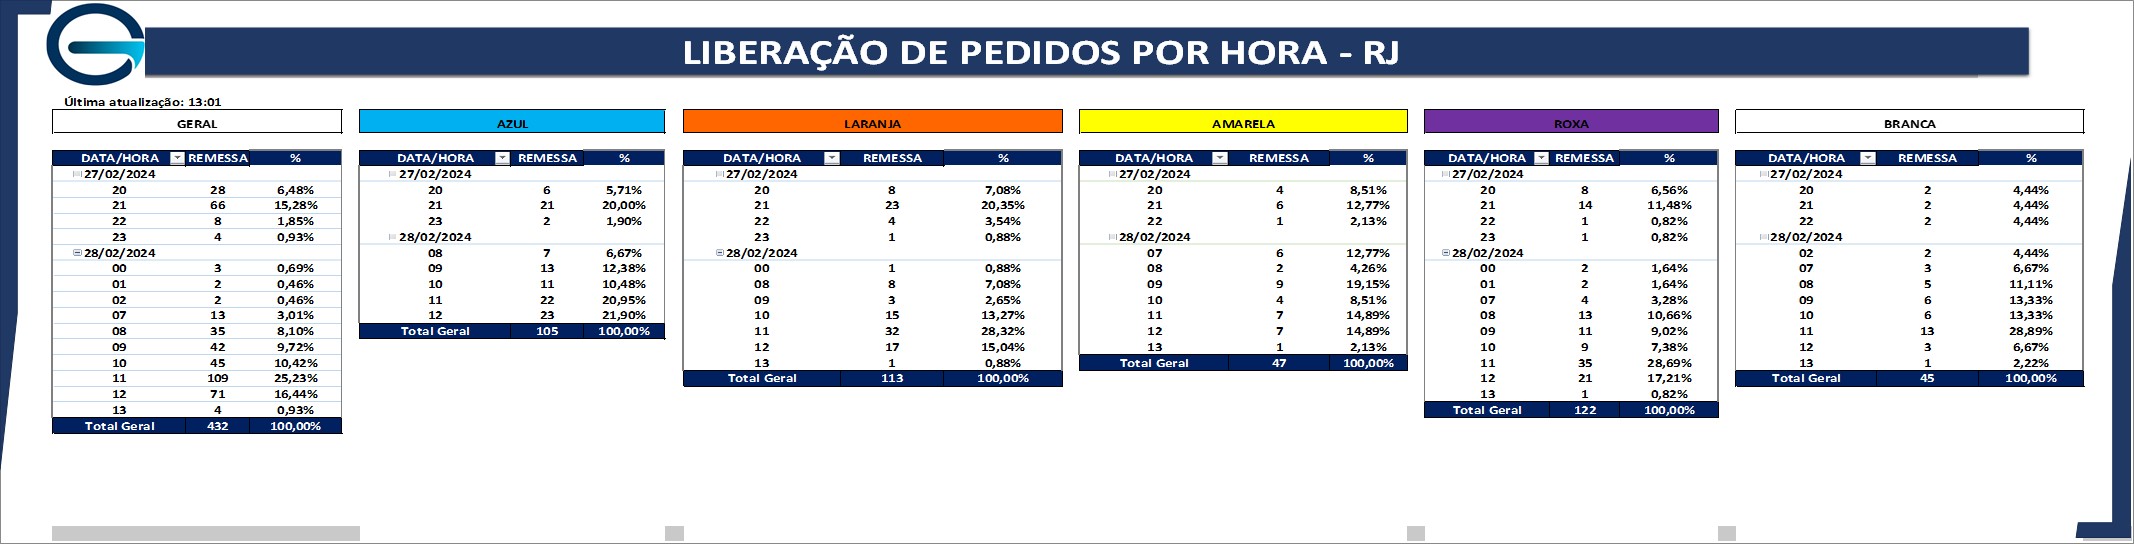 LIBERAÇÃO DE PEDIDOS POR HORA - RJ
Última atualização: 13:01
GERAL
DATA/HORA REMESSA %
27/02/2024
20 28 6,48%
21 66 15,28%
22 8 1,85%
23 4 0,93%
28/02/2024
00 3 0,69%
01 2 0,46%
02 2 0,46%
07 13 3,01%
08 35 8,10%
09 42 9,72%
10 45 10,42%
11 109 25,23%
12 71 16,44%
13 4 0,93%
Total Geral 432 100,00%
AZUL
DATA/HORA REMESSA %
27/02/2024
20 6 5,71%
21 21 20,00%
23 2 1,90%
28/02/2024
08 7 6,67%
09 13 12,38%
10 11 10,48%
11 22 20,95%
12 23 21,90%
Total Geral 105 100,00%
LARANJA
DATA/HORA REMESSA %
27/02/2024
20 8 7,08%
21 23 20,35%
22 4 3,54%
23 1 0,88%
28/02/2024
00 1 0,88%
08 8 7,08%
09 3 2,65%
10 15 13,27%
11 32 28,32%
12 17 15,04%
13 1 0,88%
Total Geral 113 100,00%
AMARELA
DATA/HORA REMESSA %
27/02/2024
20 4 8,51%
21 6 12,77%
22 1 2,13%
28/02/2024
07 6 12,77%
08 2 4,26%
09 9 19,15%
10 4 8,51%
11 7 14,89%
12 7 14,89%
13 1 2,13%
Total Geral 47 100,00%
ROXA
DATA/HORA REMESSA %
27/02/2024
20 8 6,56%
21 14 11,48%
22 1 0,82%
23 1 0,82%
28/02/2024
00 2 1,64%
01 2 1,64%
07 4 3,28%
08 13 10,66%
09 11 9,02%
10 9 7,38%
11 35 28,69%
12 21 17,21%
13 1 0,82%
Total Geral 122 100,00%
BRANCA
DATA/HORA REMESSA %
27/02/2024
20 2 4,44%
21 2 4,44%
22 2 4,44%
28/02/2024
02 2 4,44%
07 3 6,67%
08 5 11,11%
09 6 13,33%
10 6 13,33%
11 13 28,89%
12 3 6,67%
13 1 2,22%
Total Geral 45 100,00%